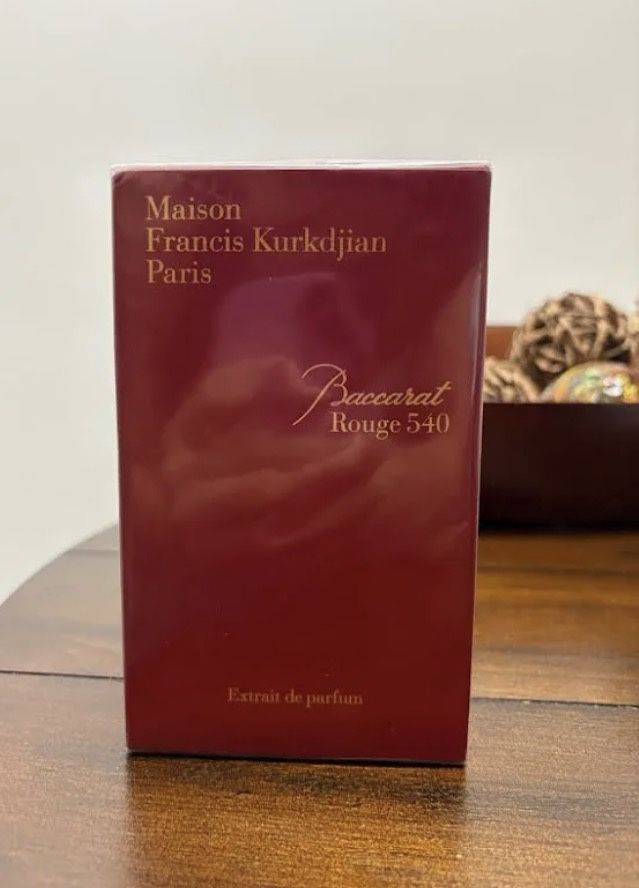 Maison
Francis Kurkdjian
Paris
Baccarat
Rouge 540
Extrait de parfum